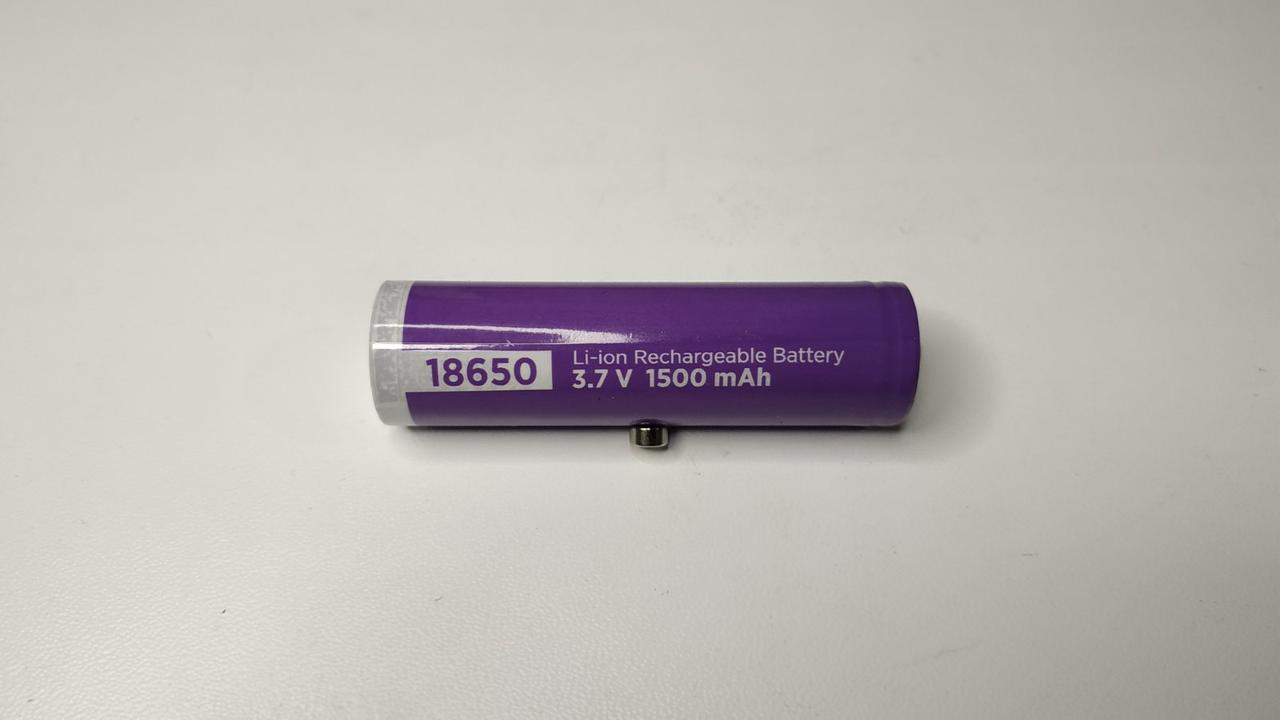 18650
Li-ion Rechargeable Battery
3.7 V 1500 mAh